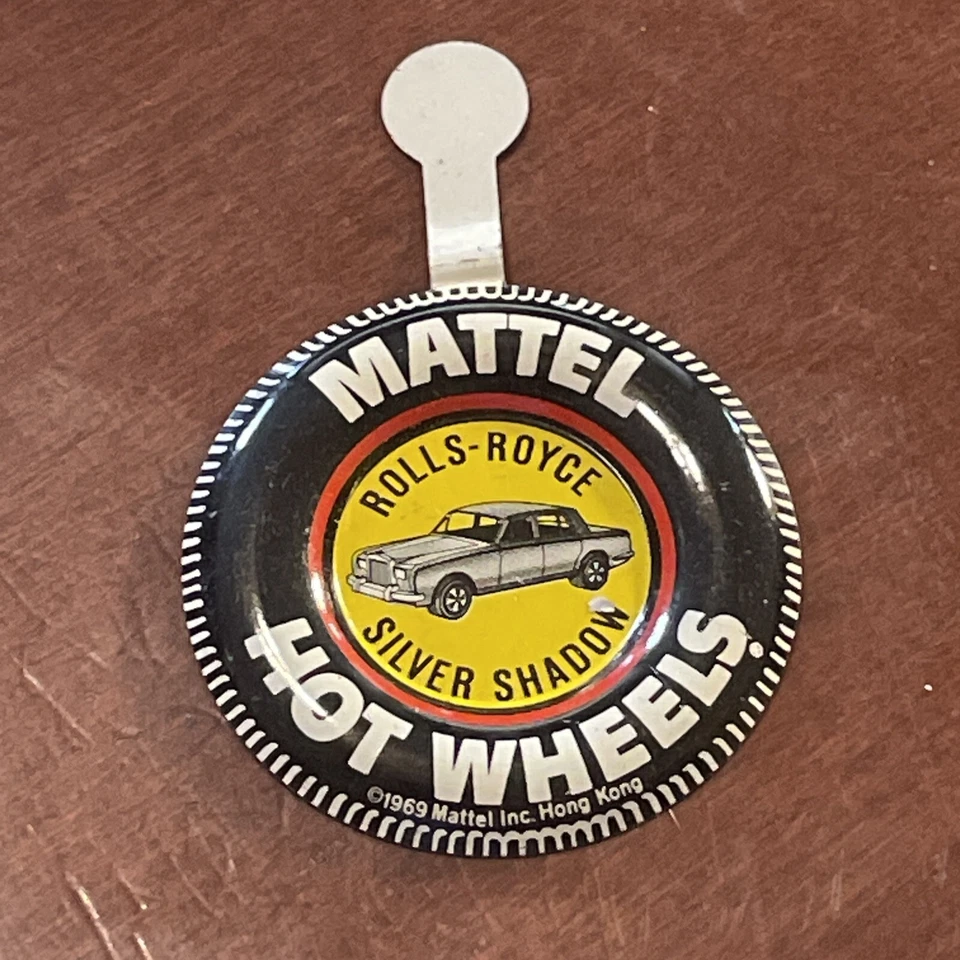 MATTEL
ROLLS-ROYCE
SILVER SHADOW
HOT WHEELS®
©1969 Mattel Inc. Hong Kong